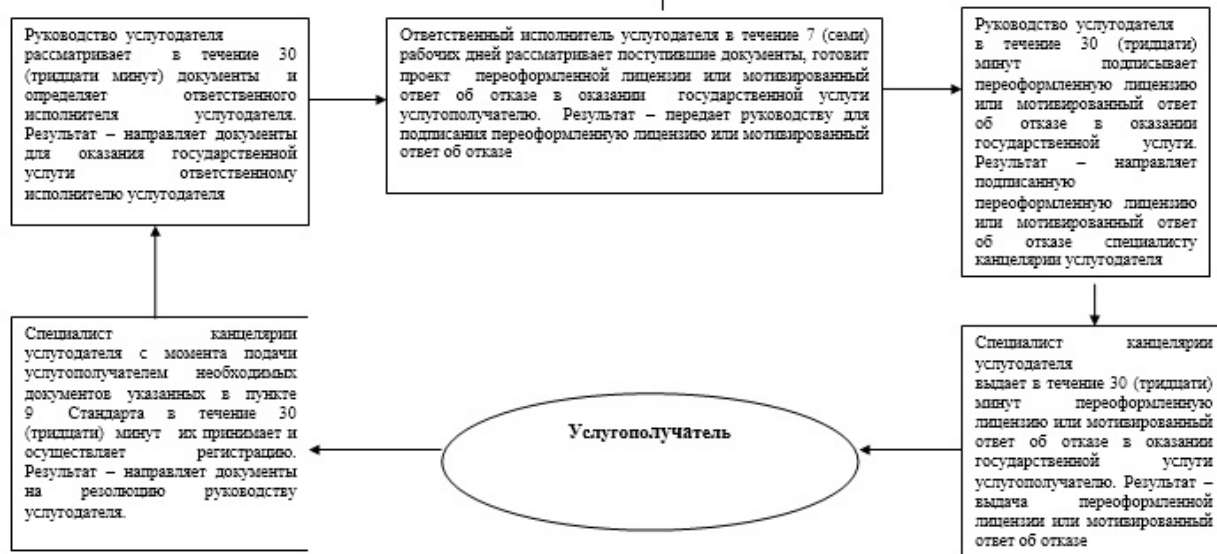 Руководство услугодателя
рассматривает в течение 30
(тридцати минут) документы и
определяет ответственного
исполнителя услугодателя.
Результат – направляет документы
для оказания государственной
услуги ответственному
исполнителю услугодателя
Ответственный исполнитель услугодателя в течение 7 (семи)
рабочих дней рассматривает поступившие документы, готовит
проект переоформленной лицензии или мотивированный
ответ об отказе в оказании государственной услуги
услугополучателю. Результат – передает руководству для
подписания переоформленную лицензию или мотивированный
ответ об отказе
Руководство услугодателя
в течение 30 (тридцати)
минут подписывает
переоформленную лицензию
или мотивированный ответ
об отказе в оказании
государственной услуги.
Результат – направляет
подписанную
переоформленную лицензию
или мотивированный ответ
об отказе специалисту
канцелярии услугодателя
Специалист канцелярии
услугодателя с момента подачи
услугополучателем необходимых
документов указанных в пункте
9 Стандарта в течение 30
(тридцати) минут их принимает и
осуществляет регистрацию.
Результат – направляет документы
на резолюцию руководству
услугодателя.
Услугополучатель
Специалист канцелярии
услугодателя
выдает в течение 30 (тридцати)
минут переоформленную
лицензию или мотивированный
ответ об отказе в оказании
государственной услуги
услугополучателю. Результат –
выдача переоформленной
лицензии или мотивированный
ответ об отказе